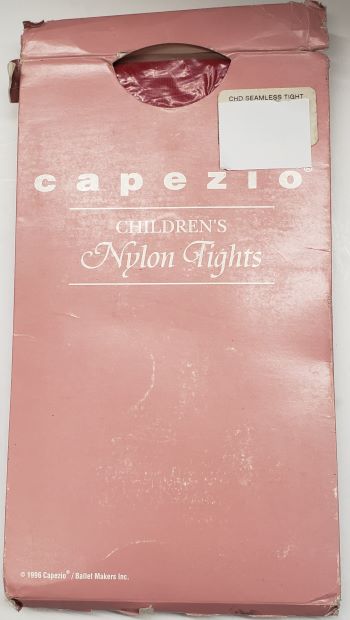 CHD SEAMLESS TIGHT
capezio®
CHILDREN'S
Nylon Tights
© 1996 Capezio® / Ballet Makers Inc.